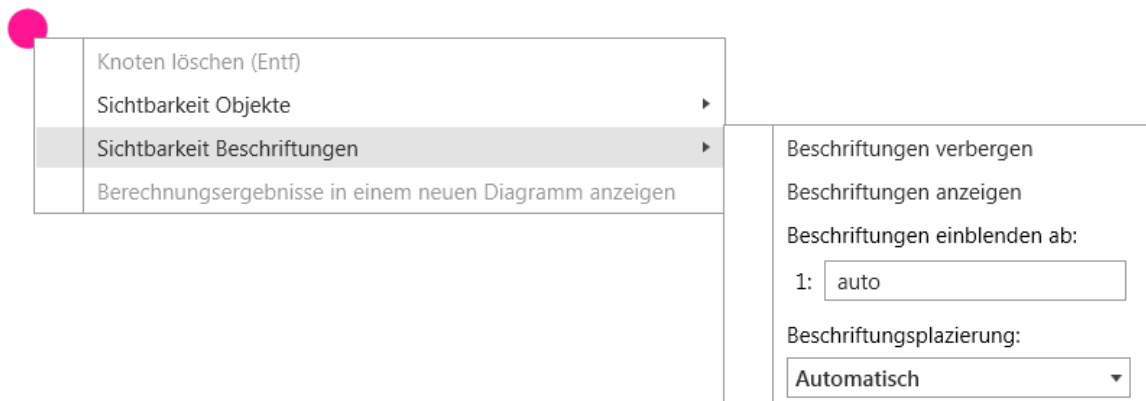 Knoten löschen (Entf)
Sichtbarkeit Objekte
Sichtbarkeit Beschriftungen
Berechnungsergebnisse in einem neuen Diagramm anzeigen
Beschriftungen verbergen
Beschriftungen anzeigen
Beschriftungen einblenden ab:
1: auto
Beschriftungsplazierung:
Automatisch